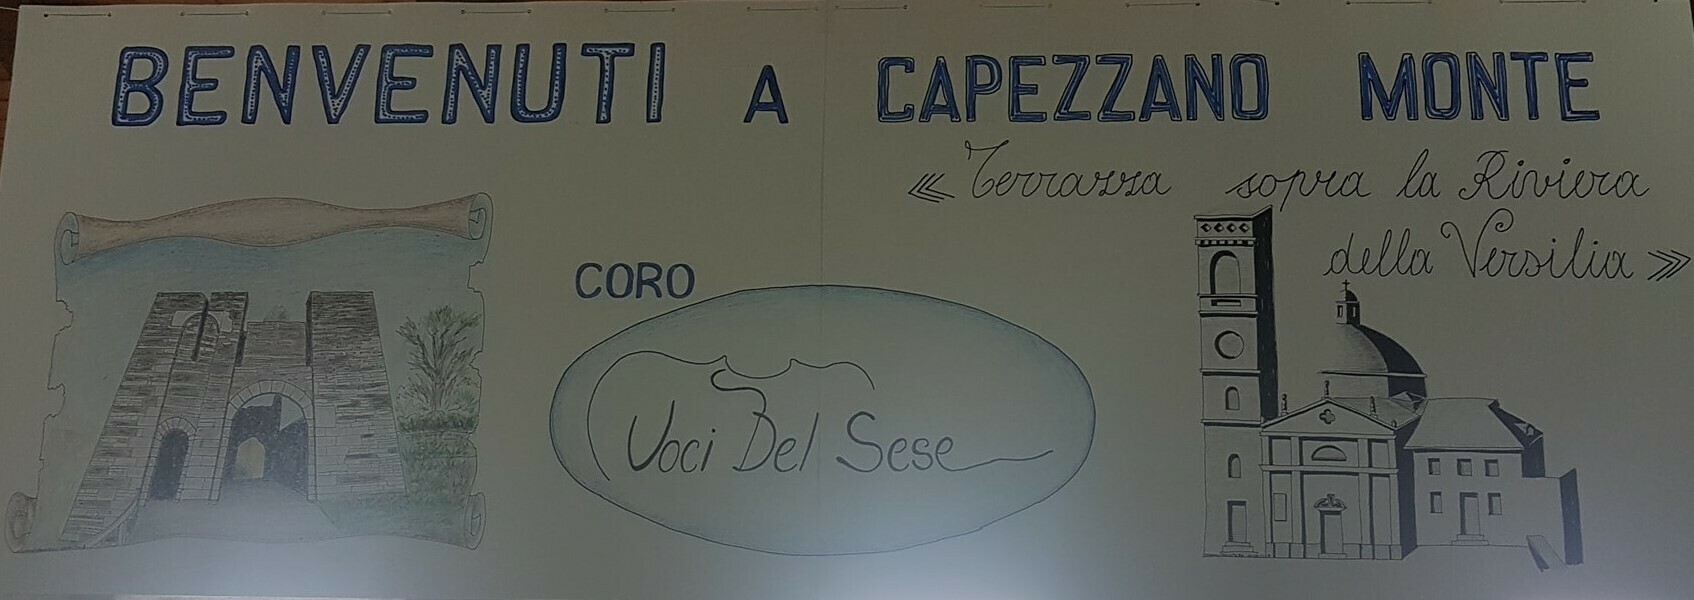 BENVENUTI A CAPEZZANO MONTE
« Terrazza sopra la Riviera
della Versilia »
CORO
Voci Del Sese